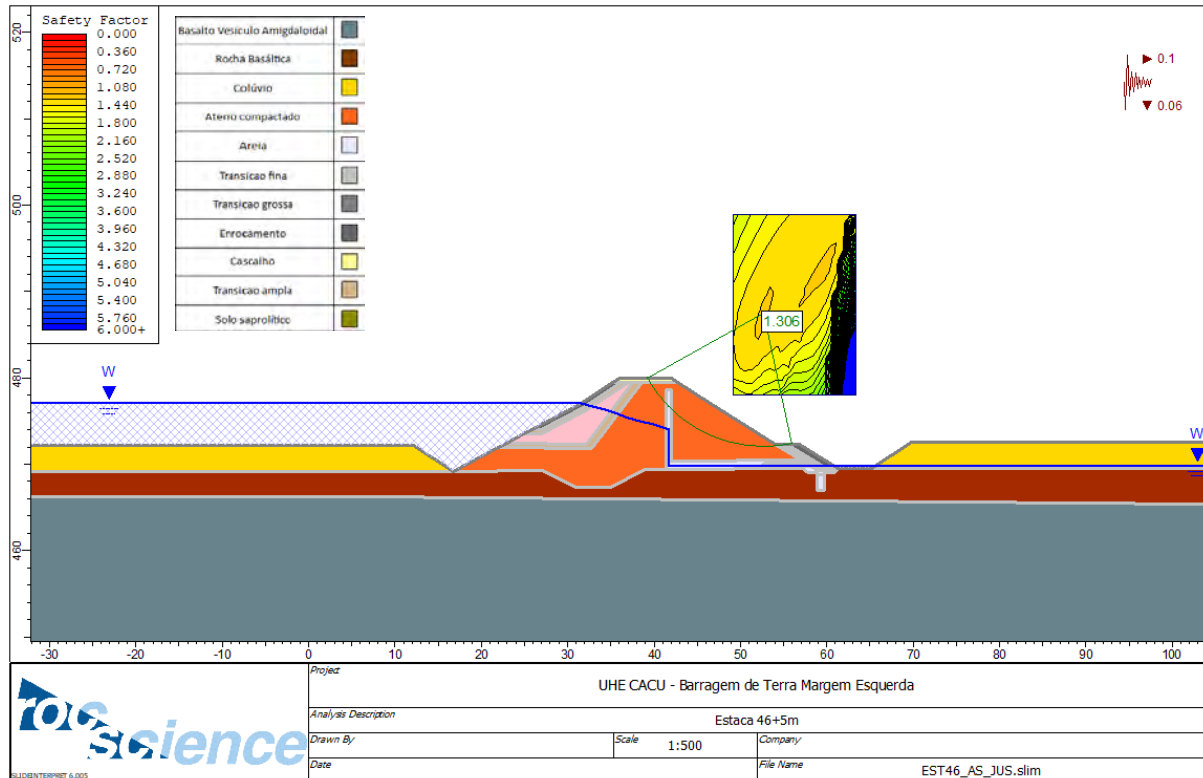 Safety Factor
0.000
0.360
0.720
1.080
1.440
1.800
2.160
2.520
2.880
3.240
3.600
3.960
4.320
4.680
5.040
5.400
5.760
6.000+
Basalto Vesículo Amigdaloidal
Rocha Basáltica
Colúvio
Aterro compactado
Areia
Transicao fina
Transicao grossa
Enrocamento
Cascalho
Transicao ampla
Solo saprolítico
0.1
0.06
520
500
480
460
1.306
W
W
-30 -20 -10 0 10 20 30 40 50 60 70 80 90 100
rocscience
SLIDEINTERPRET 6.005
Project
UHE CACU - Barragem de Terra Margem Esquerda
Analysis Description
Estaca 46+5m
Drawn By
Scale
1:500
Company
Date
File Name
EST46_AS_JUS.slim